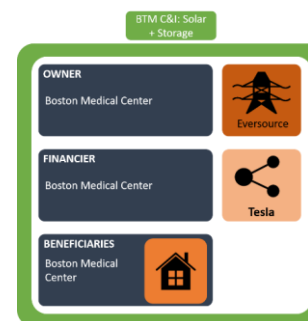 BTM C&I: Solar
+ Storage
OWNER
Boston Medical Center
Eversource
FINANCIER
Boston Medical Center
Tesla
BENEFICIARIES
Boston Medical
Center